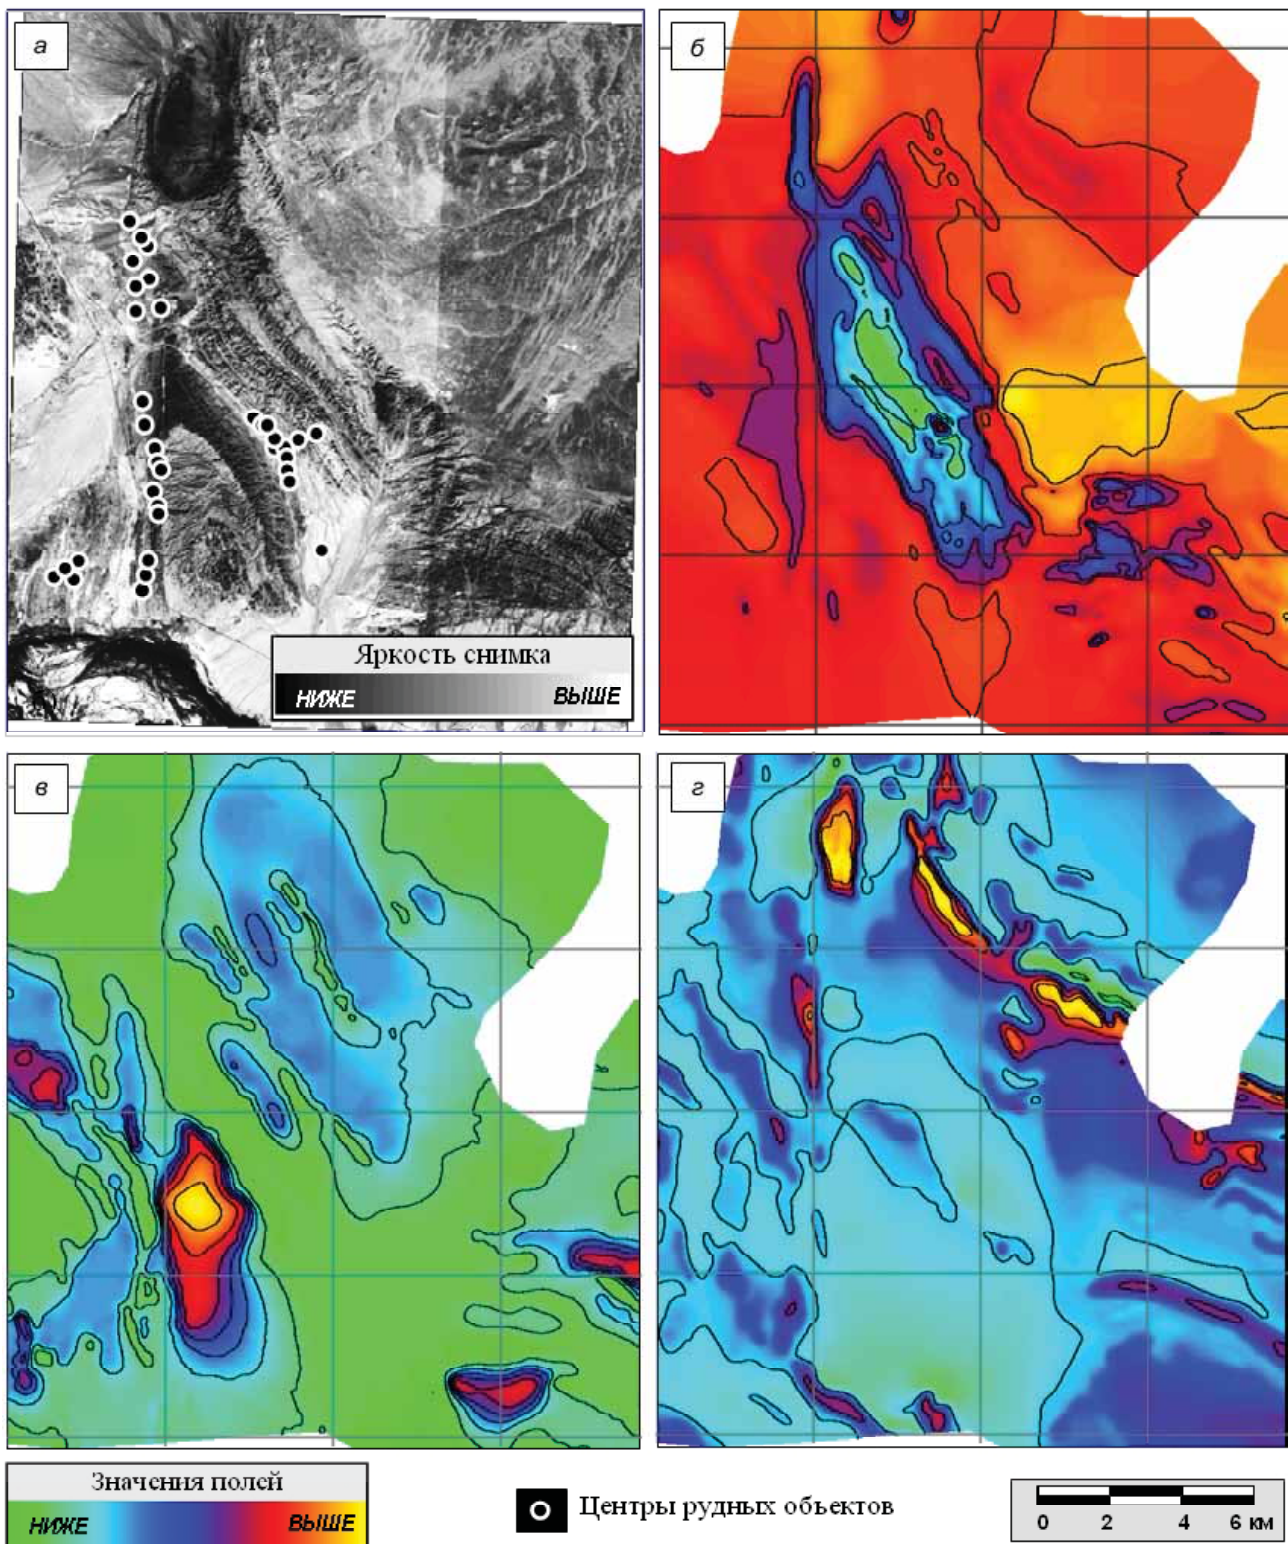 а
б
Яркость снимка
НИЖЕ ВЫШЕ
в
г
Значения полей
НИЖЕ ВЫШЕ
Центры рудных объектов
0 2 4 6 км